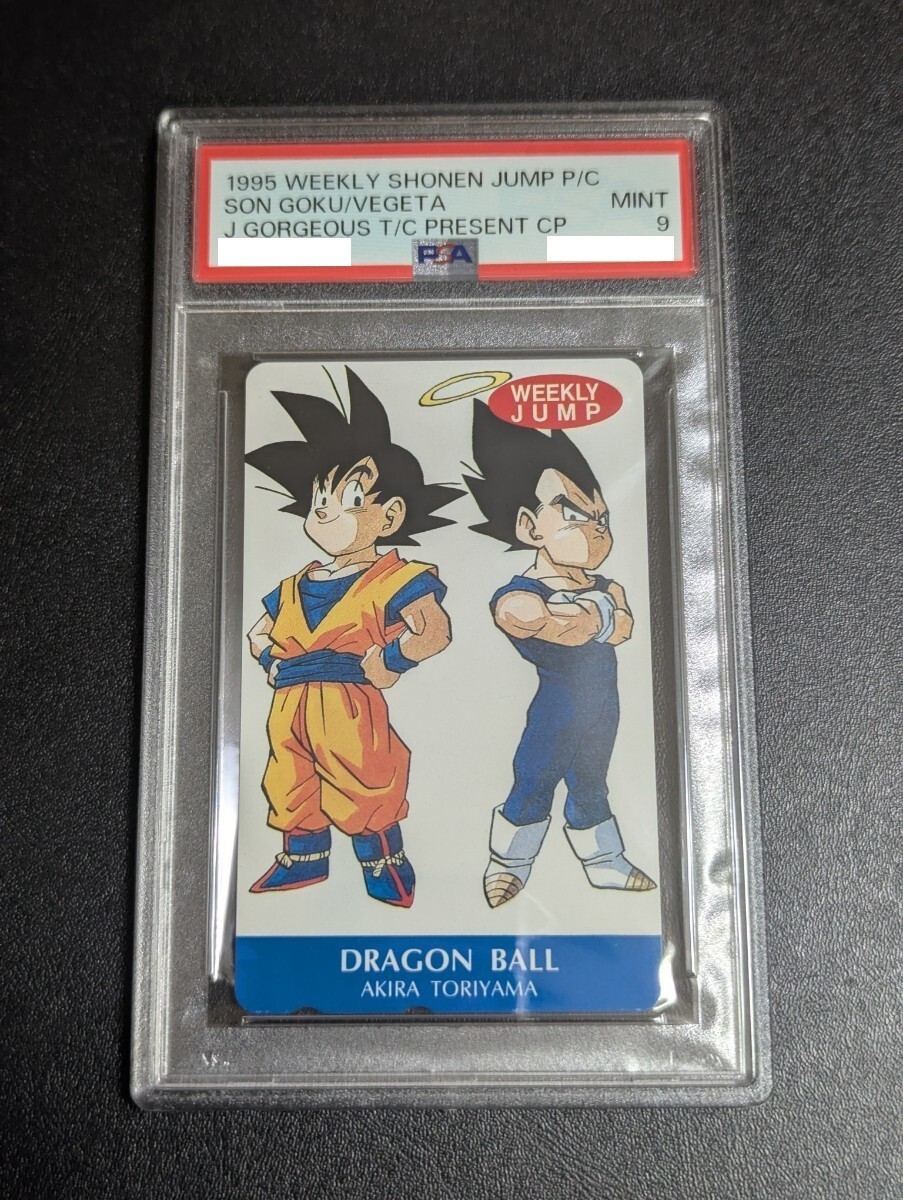 1995 WEEKLY SHONEN JUMP P/C
SON GOKU/VEGETA MINT
J GORGEOUS T/C PRESENT CP 9
PSA
WEEKLY
JUMP
DRAGON BALL
AKIRA TORIYAMA